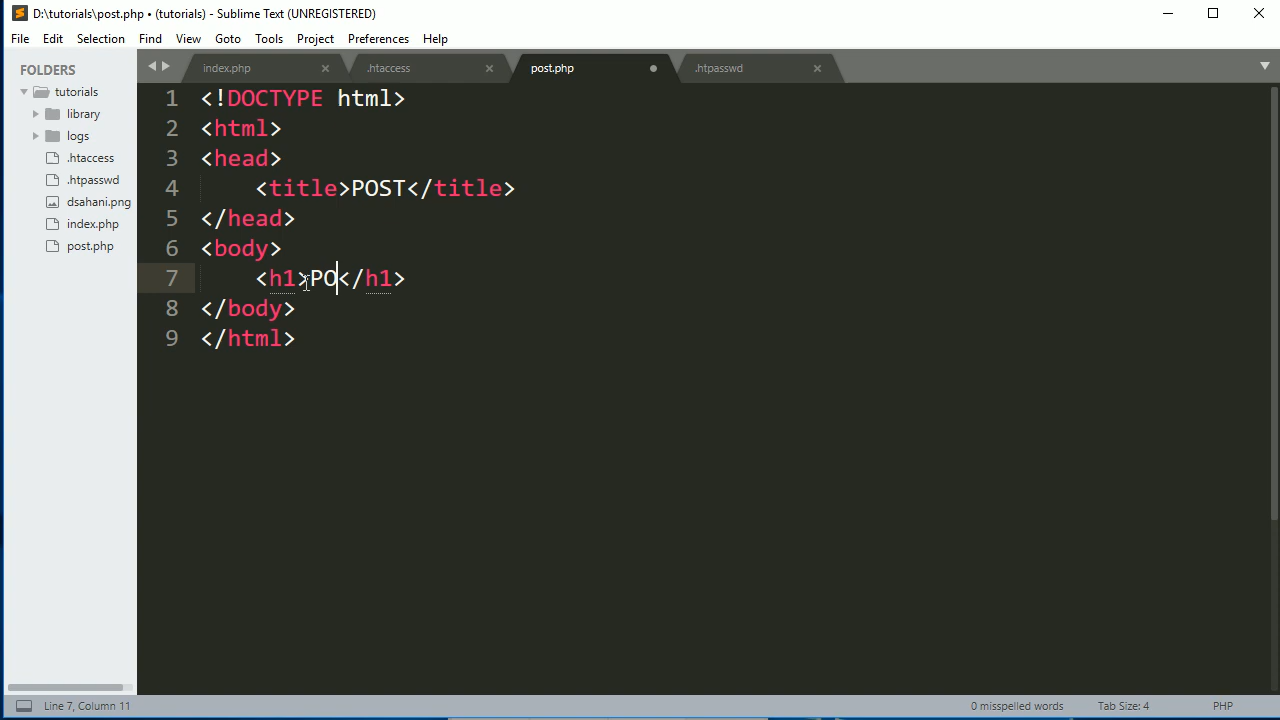 D:\tutorials\post.php • (tutorials) - Sublime Text (UNREGISTERED)
File Edit Selection Find View Goto Tools Project Preferences Help
FOLDERS
tutorials
library
logs
.htaccess
.htpasswd
dsahani.png
index.php
post.php
index.php × .htaccess × post.php .htpasswd ×
1 <!DOCTYPE html>
2 <html>
3 <head>
4 <title>POST</title>
5 </head>
6 <body>
7 <h1>PO</h1>
8 </body>
9 </html>
Line 7, Column 11 0 misspelled words Tab Size: 4 PHP